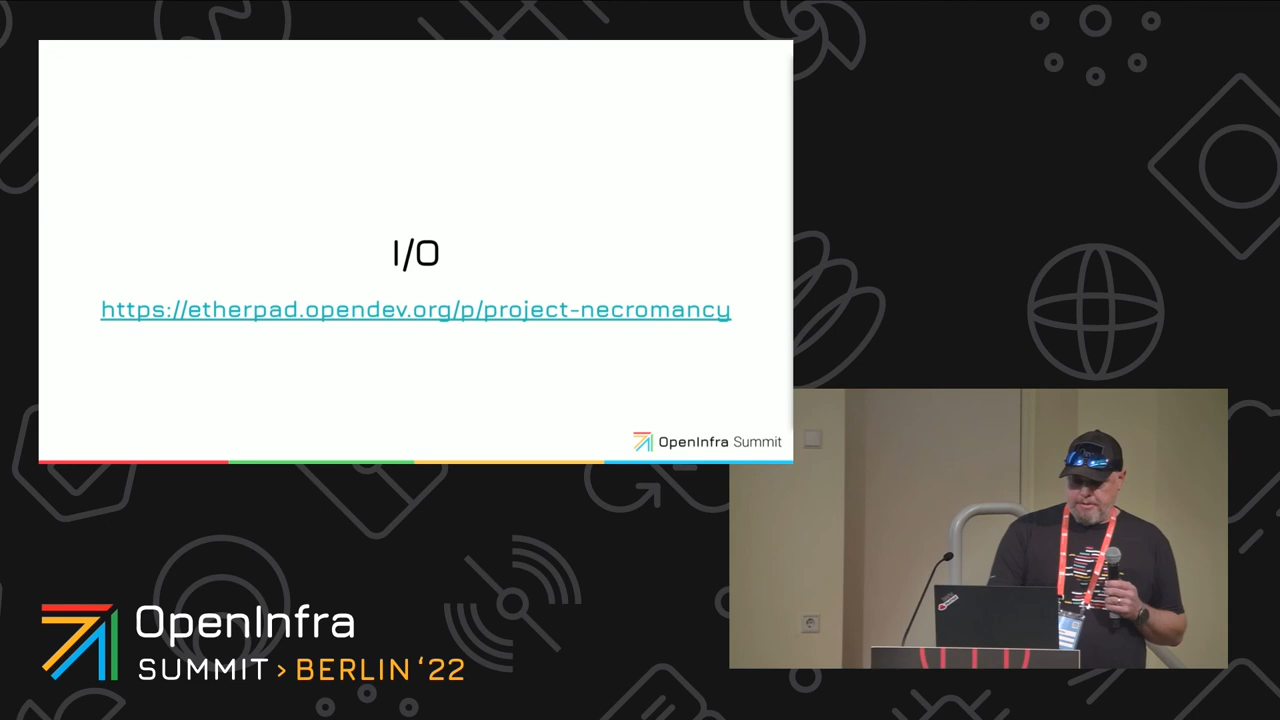 I/O
https://etherpad.opendev.org/p/project-necromancy
OpenInfra Summit
OpenInfra
SUMMIT > BERLIN ‘22